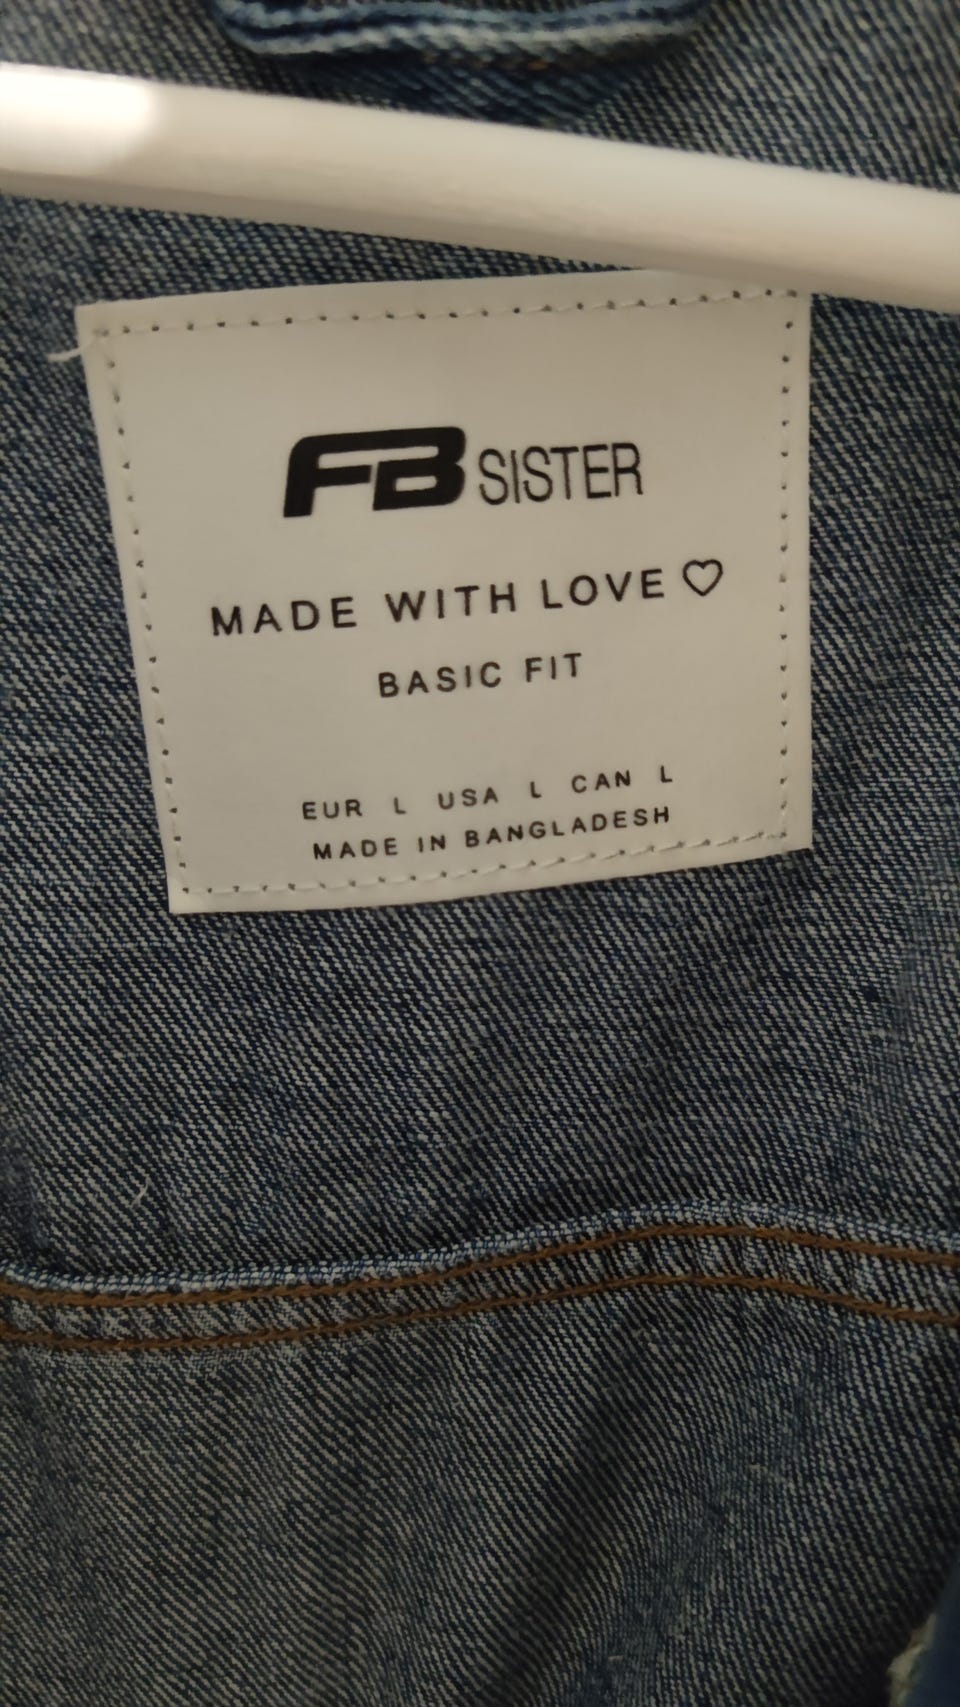 FB SISTER
MADE WITH LOVE ♡
BASIC FIT
EUR L USA L CAN L
MADE IN BANGLADESH